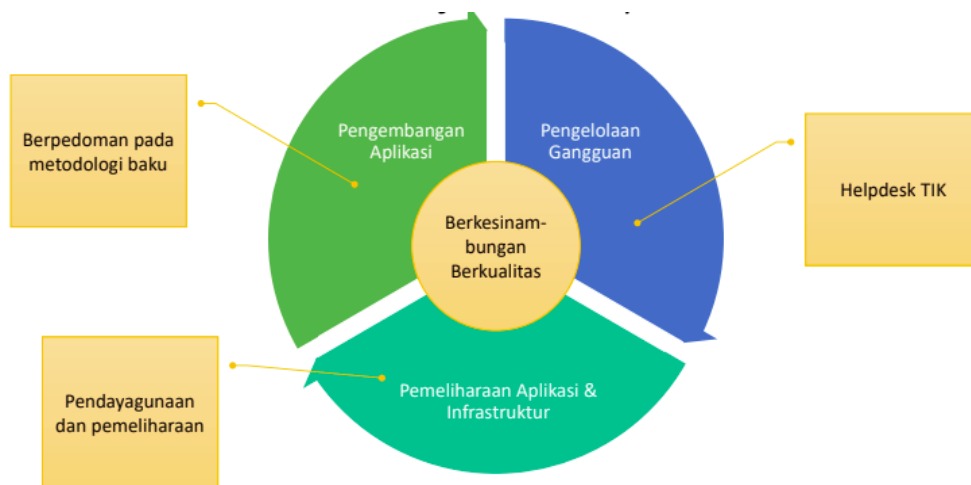 Berpedoman pada
metodologi baku
Pengembangan
Aplikasi
Pengelolaan
Gangguan
Helpdesk TIK
Berkesinam-
bungan
Berkualitas
Pendayagunaan
dan pemeliharaan
Pemeliharaan Aplikasi &
Infrastruktur